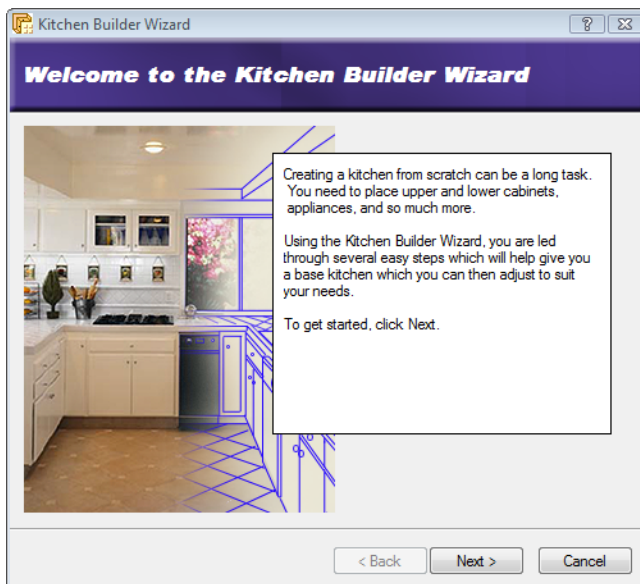 Kitchen Builder Wizard
Welcome to the Kitchen Builder Wizard
Creating a kitchen from scratch can be a long task.
You need to place upper and lower cabinets,
appliances, and so much more.
Using the Kitchen Builder Wizard, you are led
through several easy steps which will help give you
a base kitchen which you can then adjust to suit
your needs.
To get started, click Next.
< Back Next > Cancel